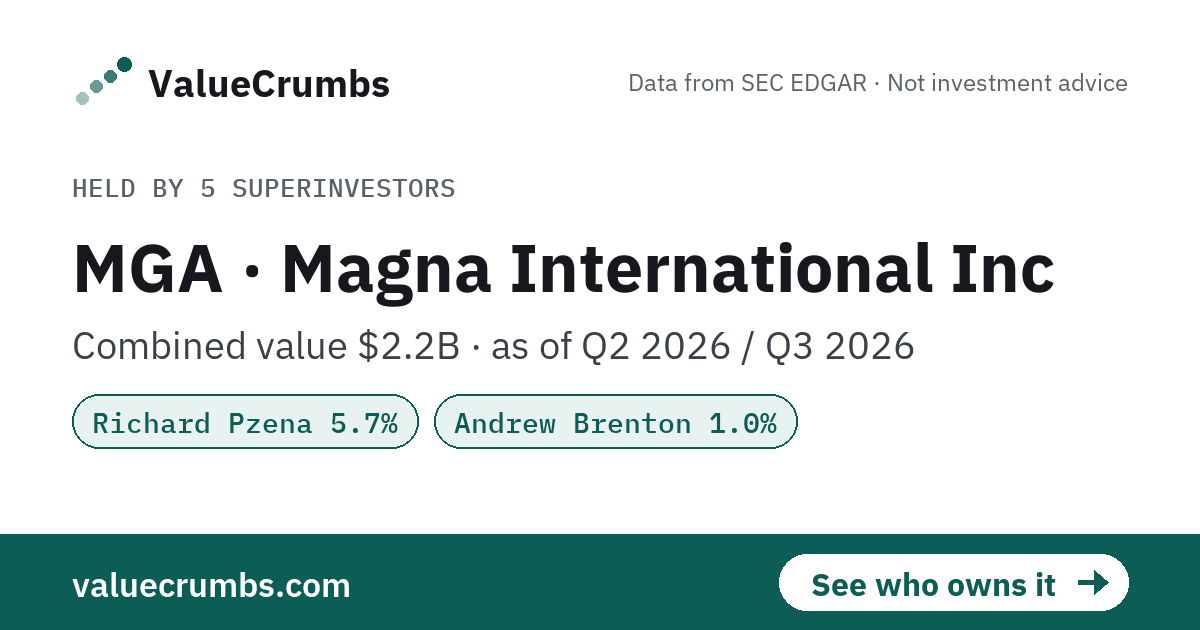 ValueCrumbs
Data from SEC EDGAR · Not investment advice
HELD BY 5 SUPERINVESTORS
MGA · Magna International Inc
Combined value $2.2B · as of Q2 2026 / Q3 2026
Richard Pzena 5.7%
Andrew Brenton 1.0%
valuecrumbs.com
See who owns it →